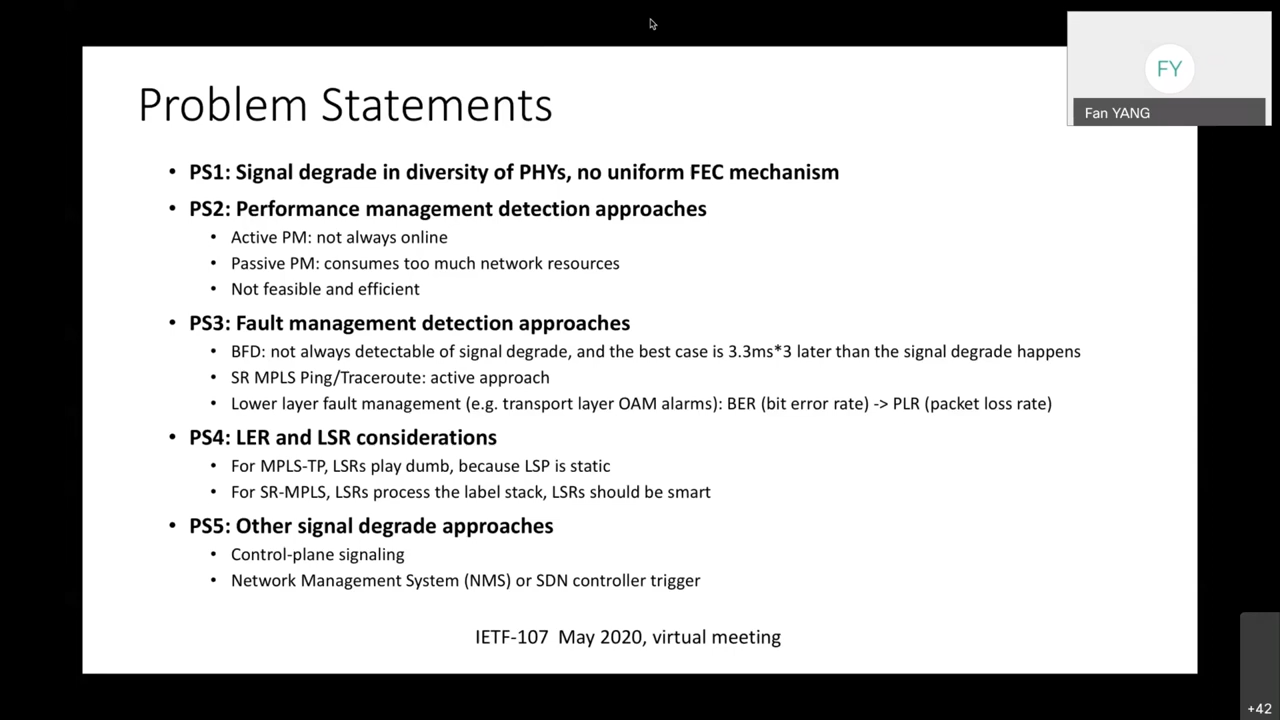 Problem Statements
• PS1: Signal degrade in diversity of PHYs, no uniform FEC mechanism
• PS2: Performance management detection approaches
• Active PM: not always online
• Passive PM: consumes too much network resources
• Not feasible and efficient
• PS3: Fault management detection approaches
• BFD: not always detectable of signal degrade, and the best case is 3.3ms*3 later than the signal degrade happens
• SR MPLS Ping/Traceroute: active approach
• Lower layer fault management (e.g. transport layer OAM alarms): BER (bit error rate) -> PLR (packet loss rate)
• PS4: LER and LSR considerations
• For MPLS-TP, LSRs play dumb, because LSP is static
• For SR-MPLS, LSRs process the label stack, LSRs should be smart
• PS5: Other signal degrade approaches
• Control-plane signaling
• Network Management System (NMS) or SDN controller trigger
IETF-107 May 2020, virtual meeting
FY
Fan YANG
+42